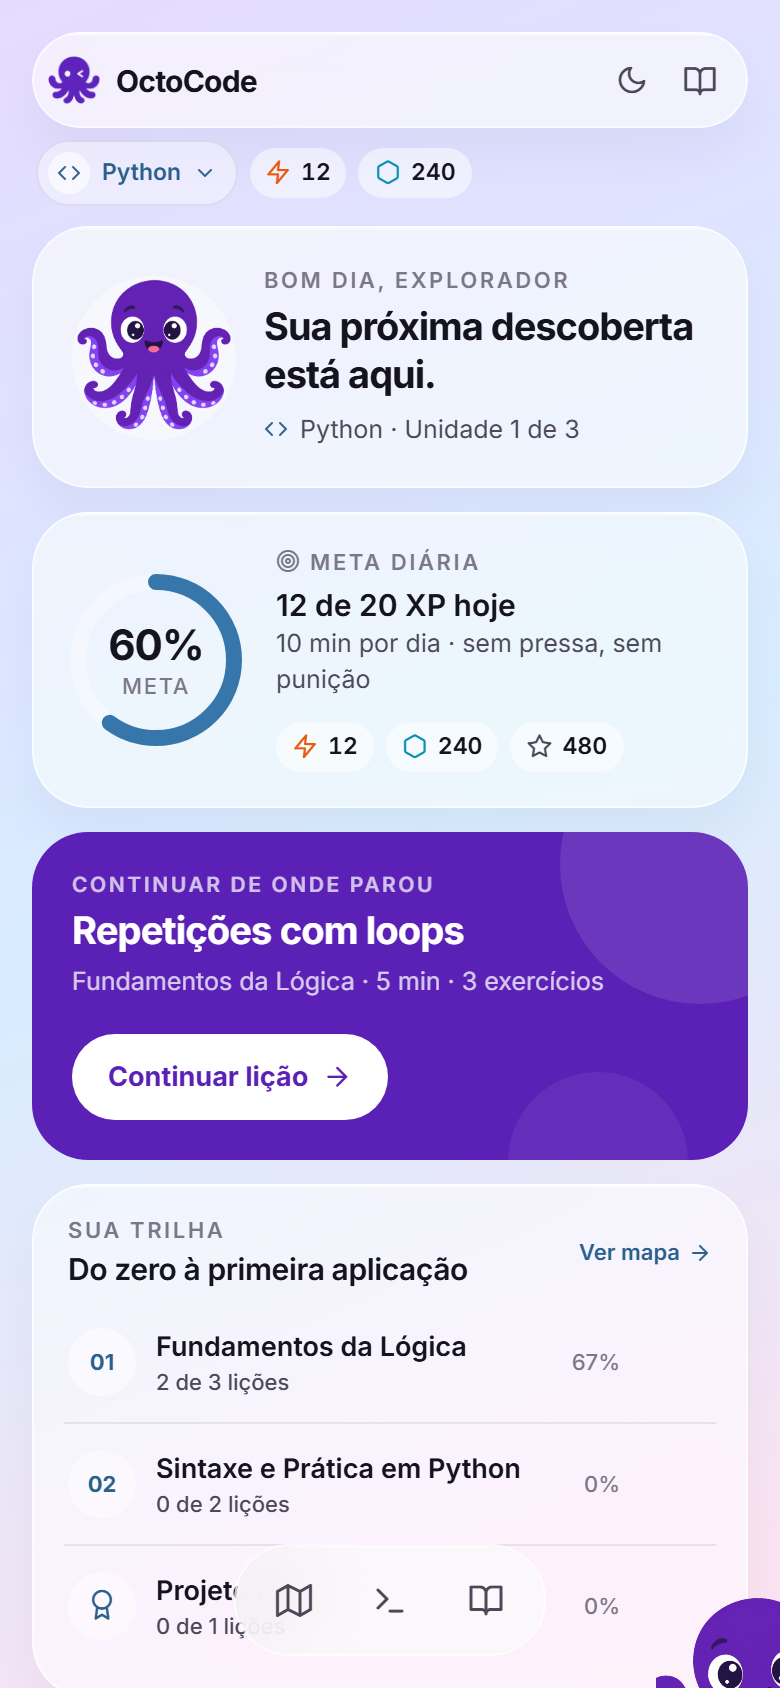 OctoCode
Python
12
240
BOM DIA, EXPLORADOR
Sua próxima descoberta
está aqui.
Python · Unidade 1 de 3
60%
META
META DIÁRIA
12 de 20 XP hoje
10 min por dia · sem pressa, sem
punição
12
240
480
CONTINUAR DE ONDE PAROU
Repetições com loops
Fundamentos da Lógica · 5 min · 3 exercícios
Continuar lição
SUA TRILHA
Do zero à primeira aplicação
Ver mapa
01
Fundamentos da Lógica
2 de 3 lições
67%
02
Sintaxe e Prática em Python
0 de 2 lições
0%
Projeto
0 de 1 lições
0%